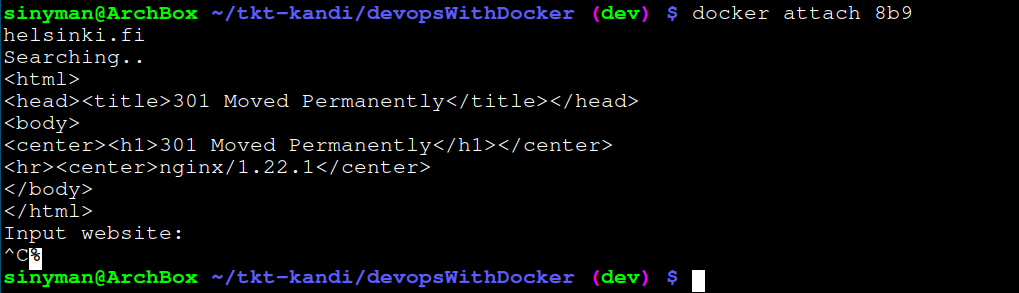 sinyman@ArchBox ~/tkt-kandi/devopsWithDocker (dev) $ docker attach 8b9
helsinki.fi
Searching..
<html>
<head><title>301 Moved Permanently</title></head>
<body>
<center><h1>301 Moved Permanently</h1></center>
<hr><center>nginx/1.22.1</center>
</body>
</html>
Input website:
^C%
sinyman@ArchBox ~/tkt-kandi/devopsWithDocker (dev) $